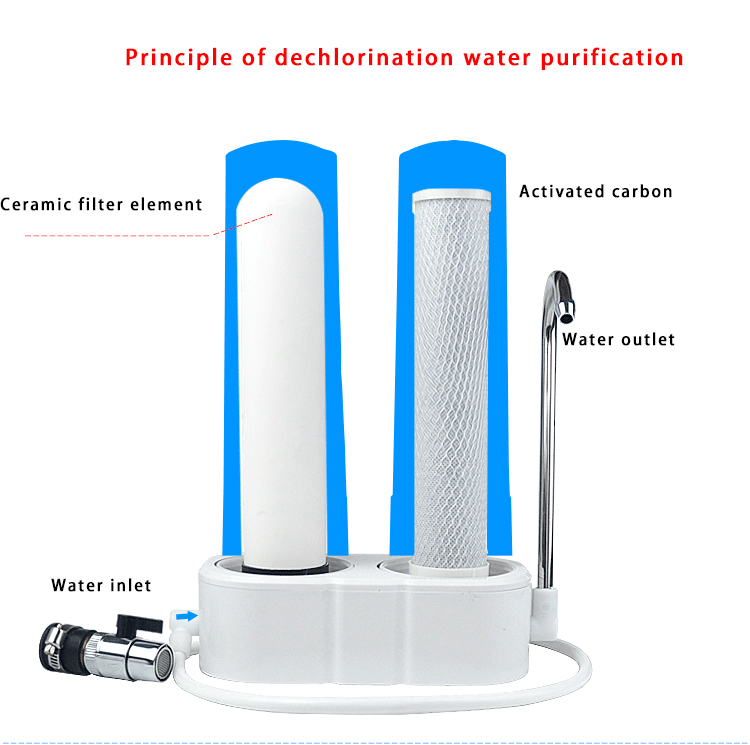 Principle of dechlorination water purification
Ceramic filter element
Activated carbon
Water outlet
Water inlet